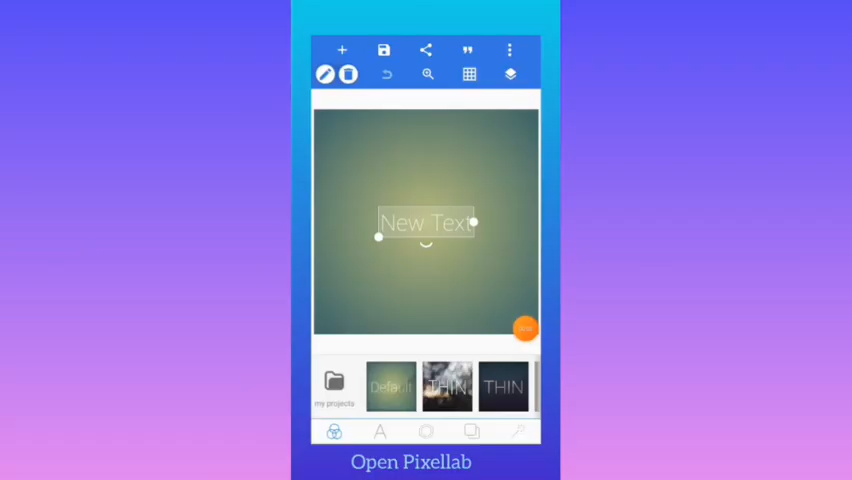 New Text
my projects
Default
THIN
THIN
A
Open Pixellab